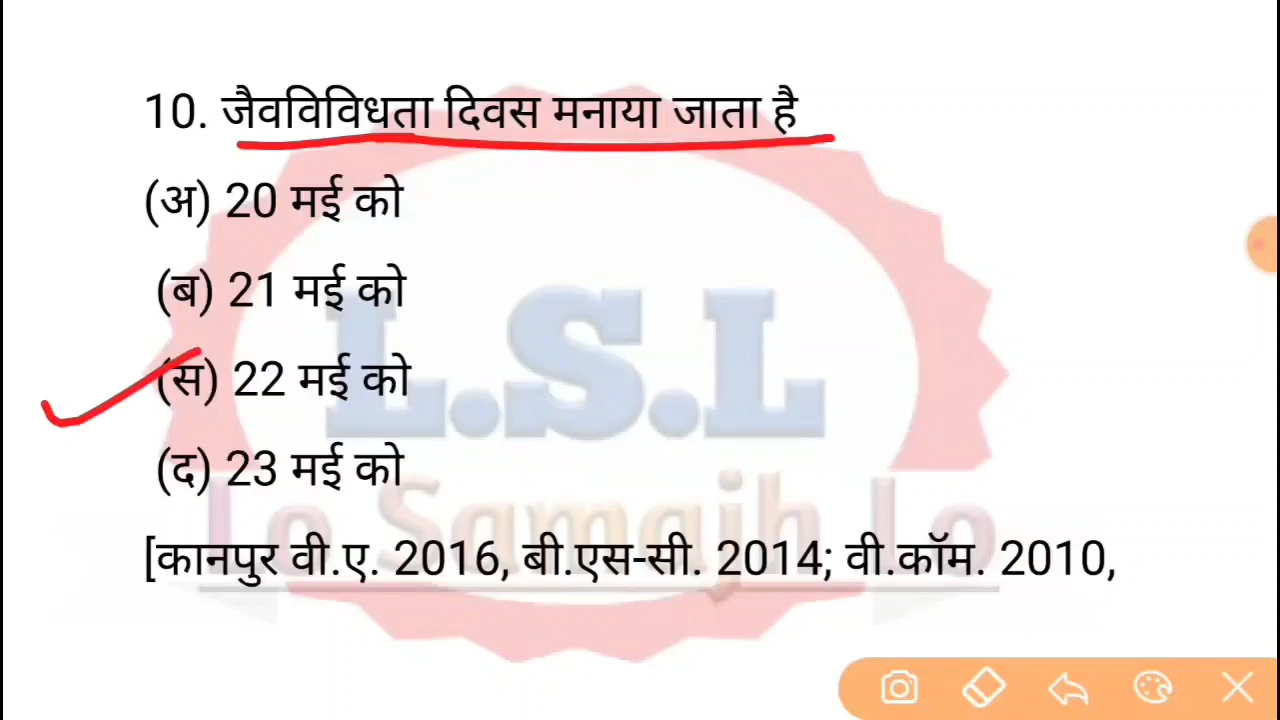 10. जैवविविधता दिवस मनाया जाता है
(अ) 20 मई को
(ब) 21 मई को
(स) 22 मई को
(द) 23 मई को
[कानपुर वी.ए. 2016, बी.एस-सी. 2014; वी.कॉम. 2010,
L.S.L
Lo Samajh Lo